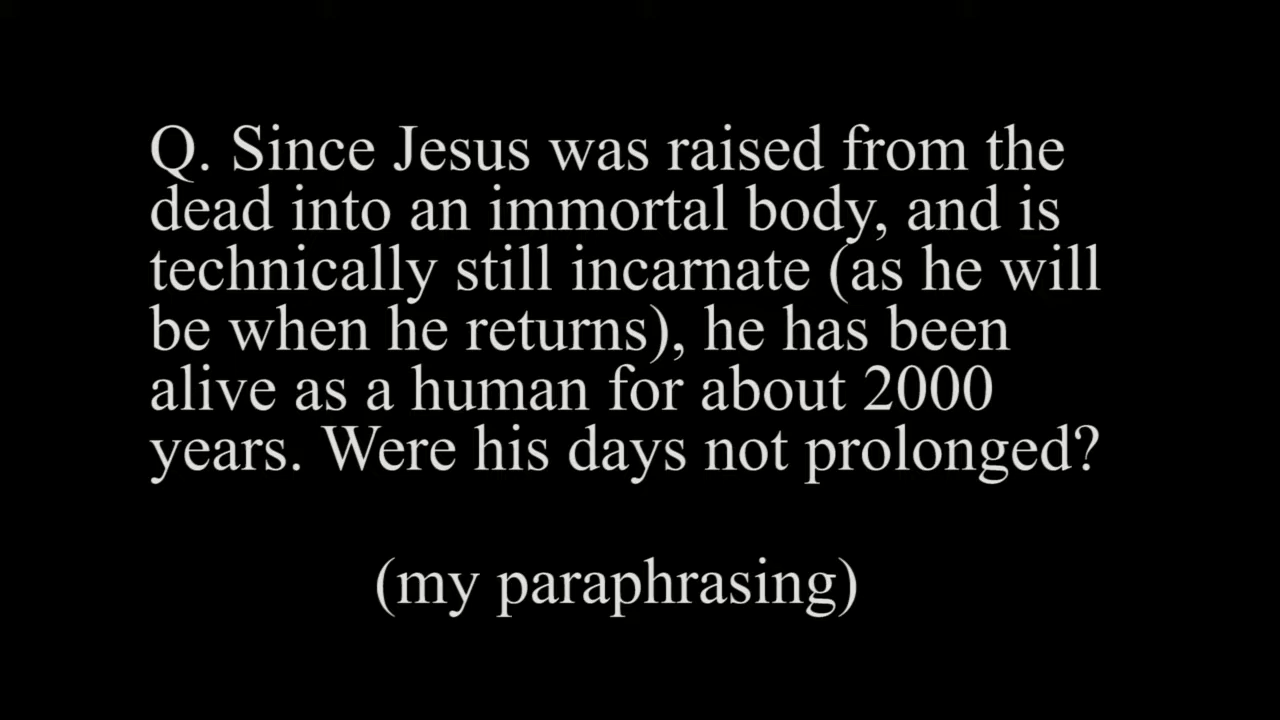 Q. Since Jesus was raised from the
dead into an immortal body, and is
technically still incarnate (as he will
be when he returns), he has been
alive as a human for about 2000
years. Were his days not prolonged?
(my paraphrasing)